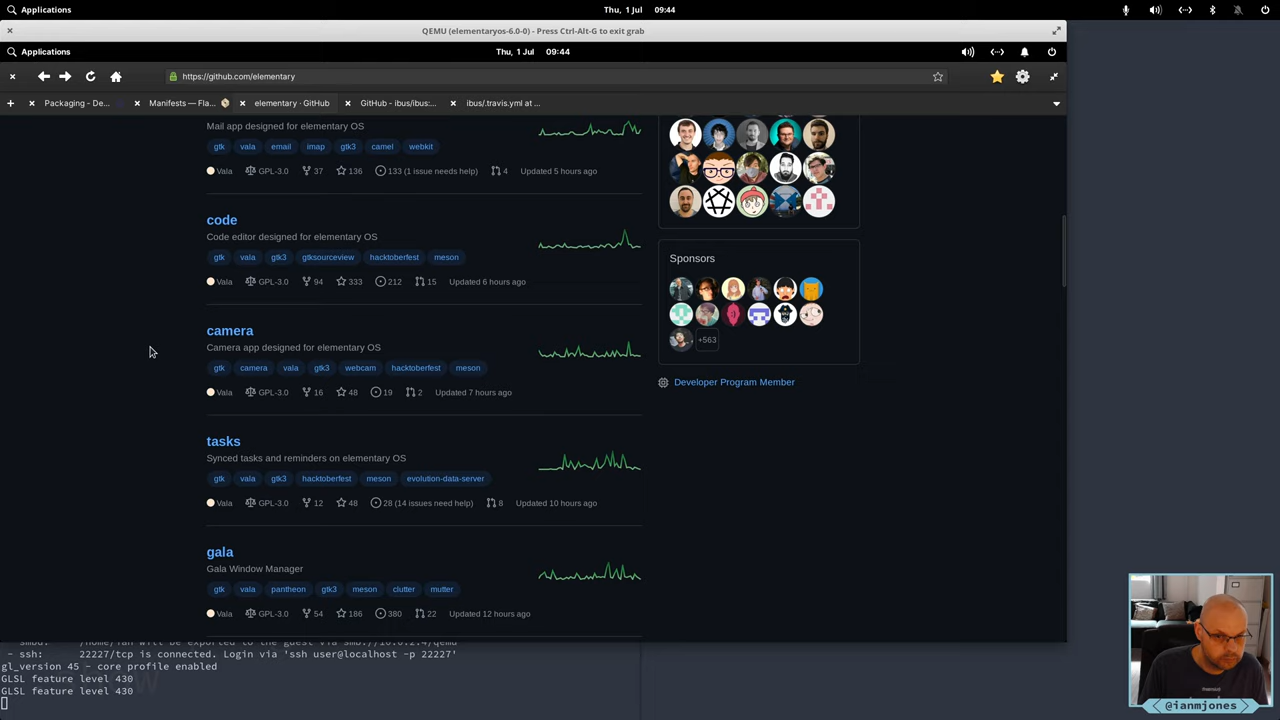 Applications
Thu, 1 Jul 09:44
QEMU (elementaryos-6.0-0) - Press Ctrl-Alt-G to exit grab
Applications
Thu, 1 Jul 09:44
https://github.com/elementary
Packaging - De...
Manifests — Fla...
elementary · GitHub
GitHub - ibus/ibus:...
ibus/.travis.yml at ...
Mail app designed for elementary OS
gtk vala email imap gtk3 camel webkit
Vala GPL-3.0 37 136 133 (1 issue needs help) 4 Updated 5 hours ago
code
Code editor designed for elementary OS
gtk vala gtk3 gtksourceview hacktoberfest meson
Vala GPL-3.0 94 333 212 15 Updated 6 hours ago
camera
Camera app designed for elementary OS
gtk camera vala gtk3 webcam hacktoberfest meson
Vala GPL-3.0 16 48 19 2 Updated 7 hours ago
tasks
Synced tasks and reminders on elementary OS
gtk vala gtk3 hacktoberfest meson evolution-data-server
Vala GPL-3.0 12 48 28 (14 issues need help) 8 Updated 10 hours ago
gala
Gala Window Manager
gtk vala pantheon gtk3 meson clutter mutter
Vala GPL-3.0 54 186 380 22 Updated 12 hours ago
Sponsors
+563
Developer Program Member
- ssh: 22227/tcp is connected. Login via 'ssh user@localhost -p 22227'
gl_version 45 - core profile enabled
GLSL feature level 430
GLSL feature level 430
@ianmjones